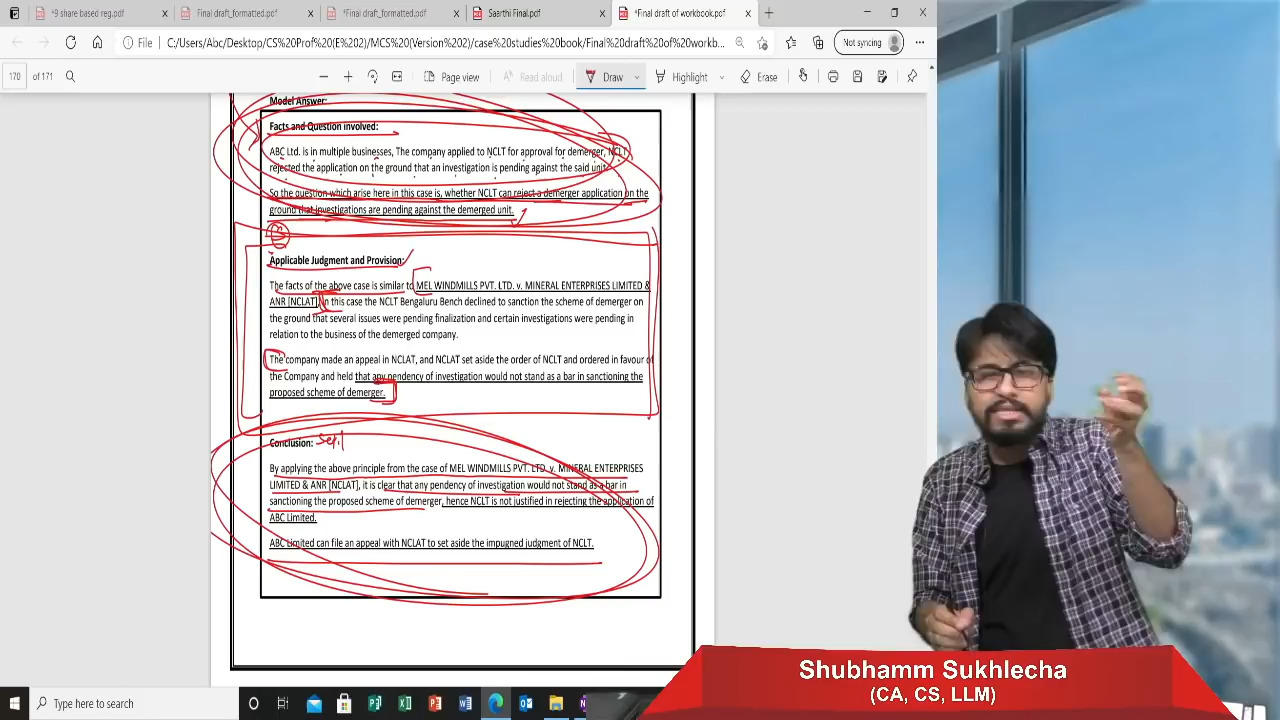 *9 share based reg.pdf
Final draft_formatted.pdf
*Final draft_formatted.pdf
Saarthi Final.pdf
*Final draft of workbook.pdf
File
C:/Users/Abc/Desktop/CS%20Prof%20(E%202)/MCS%20(Version%202)/case%20studies%20book/Final%20draft%20of%20workb...
Not syncing
170 of 171
Page view
Read aloud
Draw
Highlight
Erase
Model Answer:
Facts and Question involved:
ABC Ltd. is in multiple businesses, The company applied to NCLT for approval for demerger, NCLT
rejected the application on the ground that an investigation is pending against the said unit.
So the question which arise here in this case is, whether NCLT can reject a demerger application on the
ground that investigations are pending against the demerged unit.
Applicable Judgment and Provision:
The facts of the above case is similar to MEL WINDMILLS PVT. LTD. v. MINERAL ENTERPRISES LIMITED &
ANR [NCLAT], In this case the NCLT Bengaluru Bench declined to sanction the scheme of demerger on
the ground that several issues were pending finalization and certain investigations were pending in
relation to the business of the demerged company.
The company made an appeal in NCLAT, and NCLAT set aside the order of NCLT and ordered in favour of
the Company and held that any pendency of investigation would not stand as a bar in sanctioning the
proposed scheme of demerger.
Conclusion:
By applying the above principle from the case of MEL WINDMILLS PVT. LTD. v. MINERAL ENTERPRISES
LIMITED & ANR [NCLAT], it is clear that any pendency of investigation would not stand as a bar in
sanctioning the proposed scheme of demerger, hence NCLT is not justified in rejecting the application of
ABC Limited.
ABC Limited can file an appeal with NCLAT to set aside the impugned judgment of NCLT.
Shubhamm Sukhlecha
(CA, CS, LLM)
Type here to search